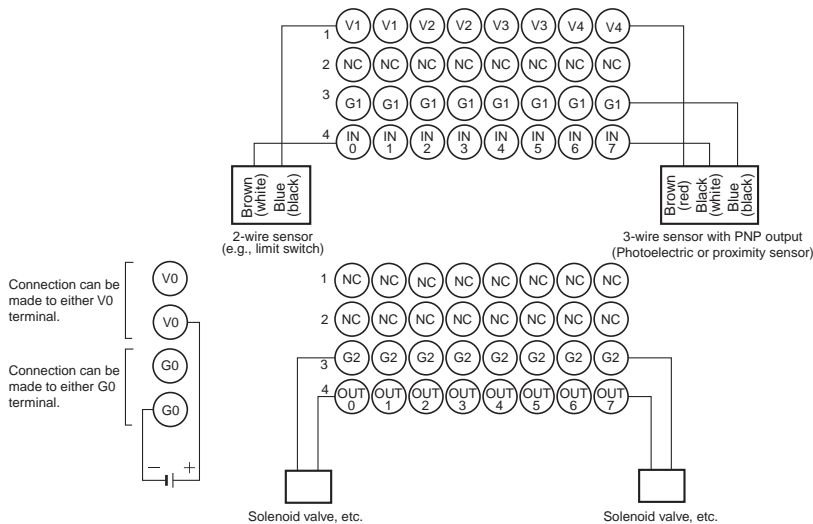 1 V1 V1 V2 V2 V3 V3 V4 V4
2 NC NC NC NC NC NC NC NC
3 G1 G1 G1 G1 G1 G1 G1 G1
4 IN 0 IN 1 IN 2 IN 3 IN 4 IN 5 IN 6 IN 7
Brown
(white)
Blue
(black)
2-wire sensor
(e.g., limit switch)
Brown
(red)
Black
(white)
Blue
(black)
3-wire sensor with PNP output
(Photoelectric or proximity sensor)
Connection can be
made to either V0
terminal.
V0
V0
Connection can be
made to either G0
terminal.
G0
G0
− +
1 NC NC NC NC NC NC NC NC
2 NC NC NC NC NC NC NC NC
3 G2 G2 G2 G2 G2 G2 G2 G2
4 OUT 0 OUT 1 OUT 2 OUT 3 OUT 4 OUT 5 OUT 6 OUT 7
Solenoid valve, etc.
Solenoid valve, etc.